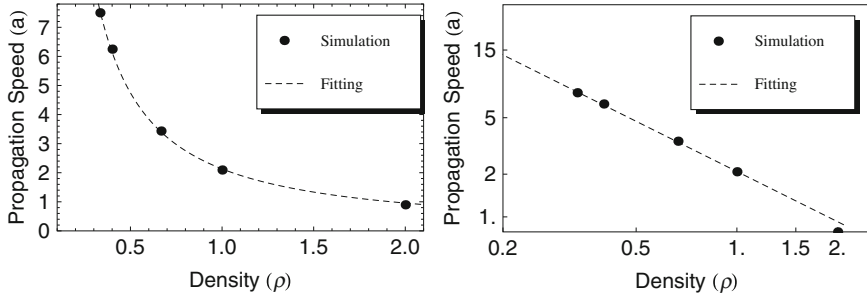 Propagation Speed (a)
7
6
5
4
3
2
1
0
0.5
1.0
1.5
2.0
Density (ρ)
Simulation
Fitting
Propagation Speed (a)
15
5
2
1.
0.2
0.5
1.
1.5
2.
Density (ρ)
Simulation
Fitting